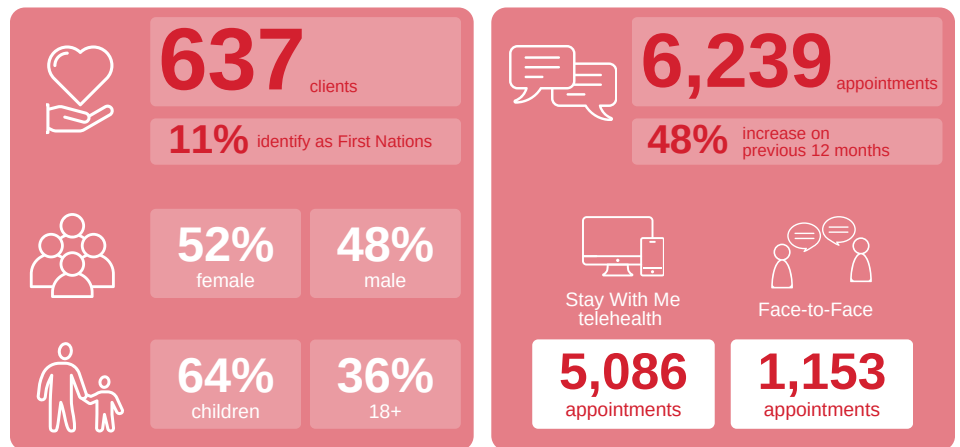 637 clients
11% identify as First Nations
52%
female
48%
male
64%
children
36%
18+
6,239 appointments
48% increase on
previous 12 months
Stay With Me
telehealth
Face-to-Face
5,086
appointments
1,153
appointments